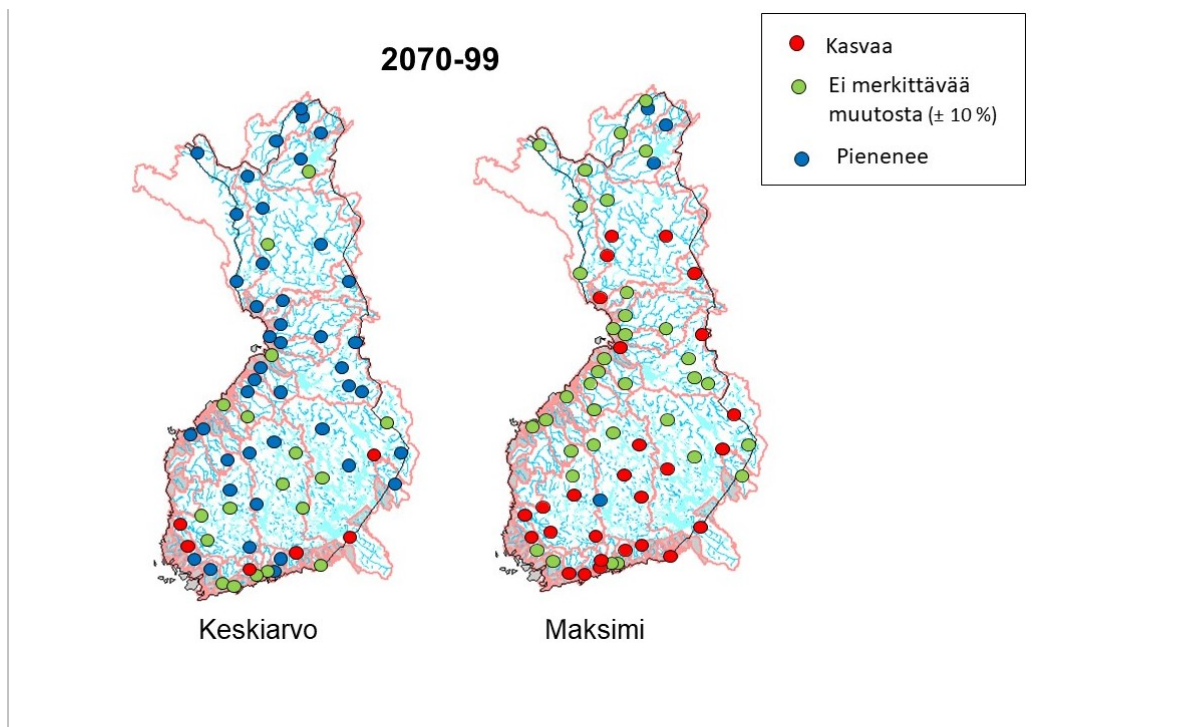 2070-99
Kasvaa
Ei merkittävää
muutosta (± 10 %)
Pienenee
Keskiarvo
Maksimi